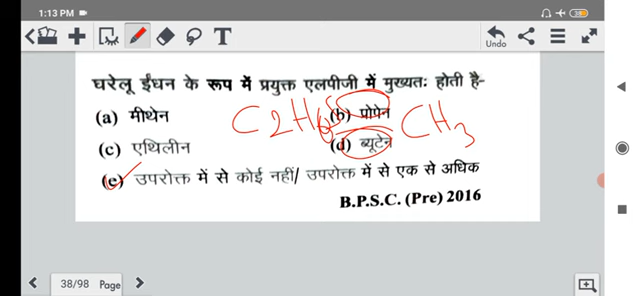 1:13 PM
38
Undo
घरेलू ईंधन के रूप में प्रयुक्त एलपीजी में मुख्यतः होती है-
(a) मीथेन (b) प्रोपेन
(c) एथिलीन (d) ब्यूटेन
C2H6 CH3
(e) उपरोक्त में से कोई नहीं/ उपरोक्त में से एक से अधिक
B.P.S.C. (Pre) 2016
38/98 Page